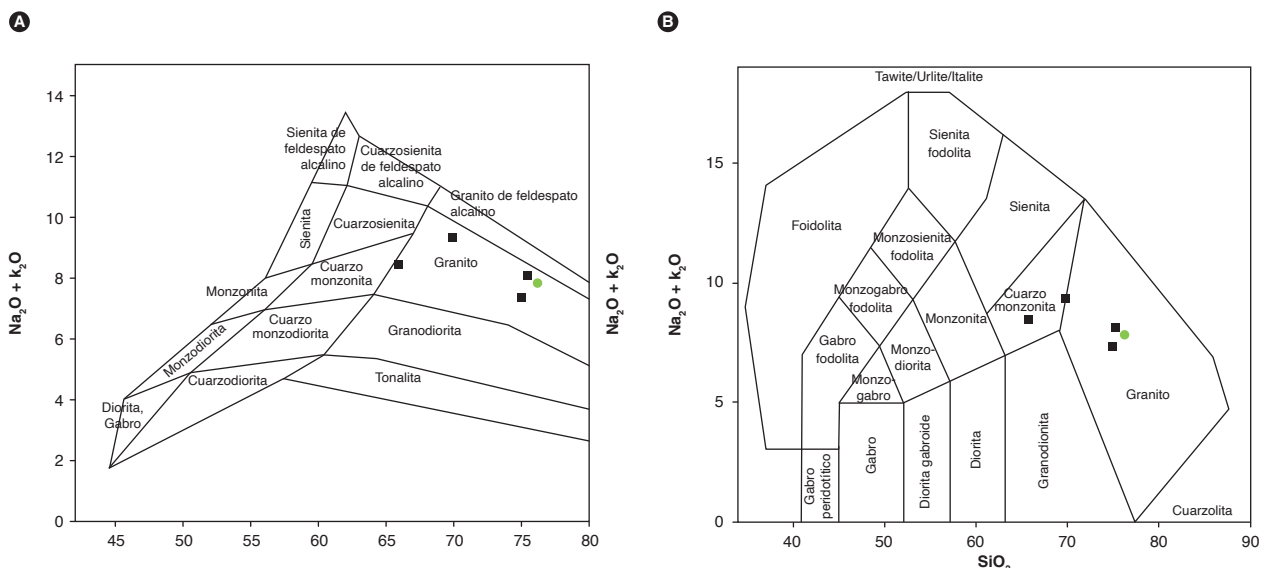 A
14
12
10
8
6
4
2
0
Na₂O + k₂O
Sienita de
feldespato
alcalino
Cuarzosienita
de feldespato
alcalino
Granito de feldespato
alcalino
Sienita
Cuarzosienita
Granito
Monzonita
Cuarzo
monzonita
Monzodiorita
Cuarzo
monzodiorita
Granodiorita
Cuarzodiorita
Tonalita
Diorita,
Gabro
45
50
55
60
65
70
75
80
Na₂O + k₂O
B
Na₂O + k₂O
15
10
5
0
Tawite/Urlite/Italite
Sienita
fodolita
Foidolita
Sienita
Monzosienita
fodolita
Monzogabro
fodolita
Cuarzo
monzonita
Monzonita
Gabro
fodolita
Monzo-
diorita
Monzo-
gabro
Granito
Gabro
peridotítico
Gabro
Diorita gabroide
Diorita
Granodionita
Cuarzolita
40
50
60
70
80
90
SiO₂